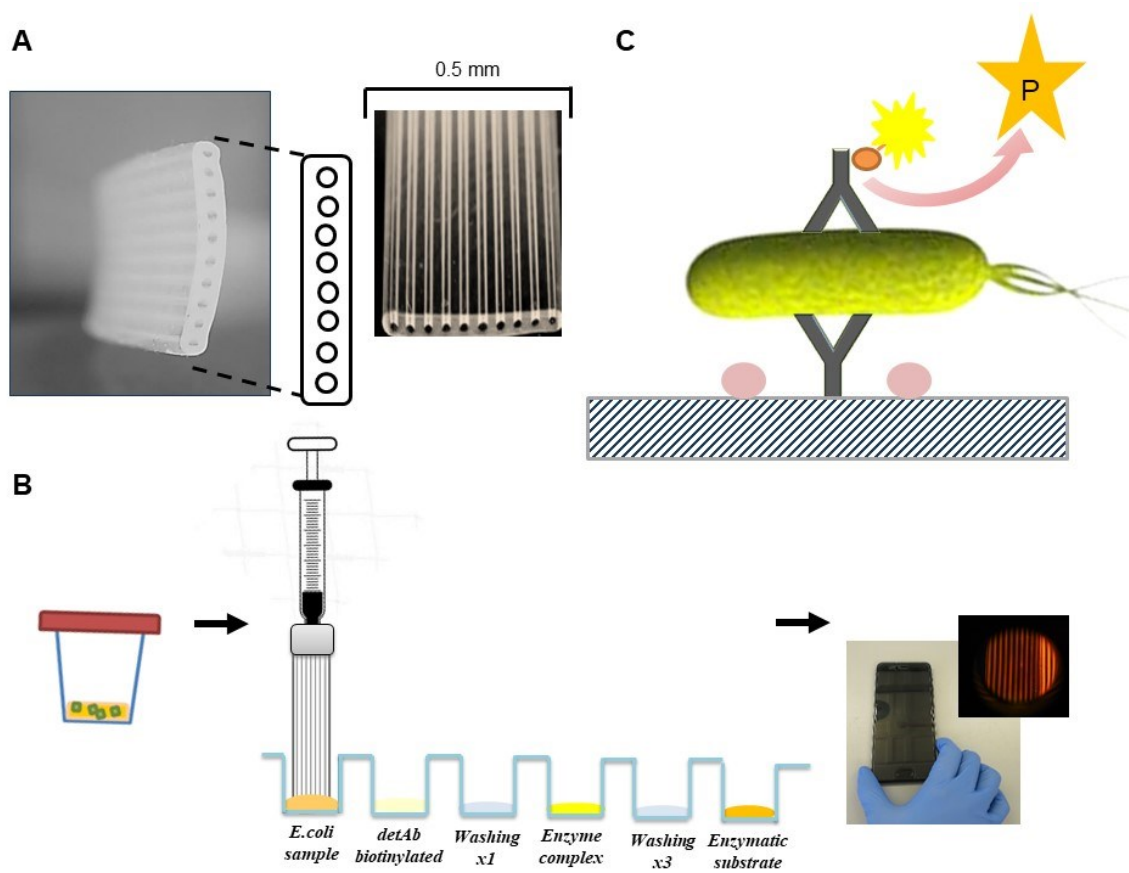 A
0.5 mm
C
P
B
E.coli
sample
detAb
biotinylated
Washing
x1
Enzyme
complex
Washing
x3
Enzymatic
substrate